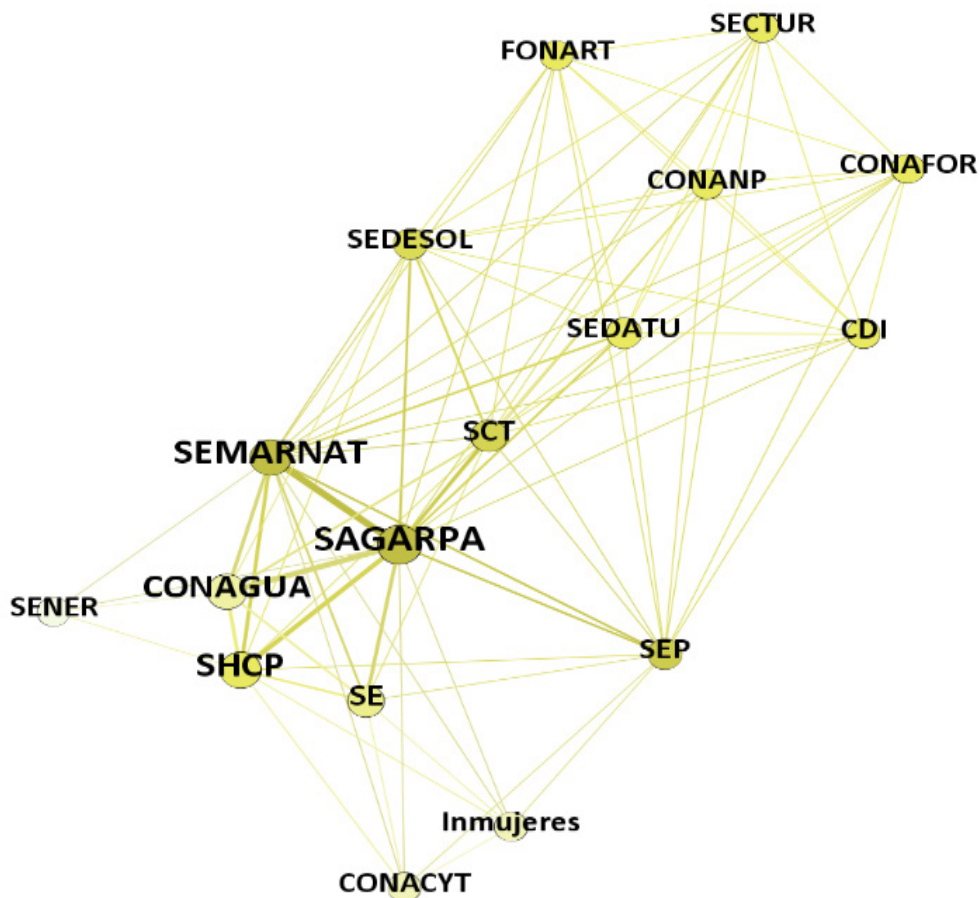 SECTUR
FONART
CONAFOR
CONANP
SEDESOL
SEDATU
CDI
SCT
SEMARNAT
SAGARPA
CONAGUA
SENER
SHCP
SEP
SE
Inmujeres
CONACYT